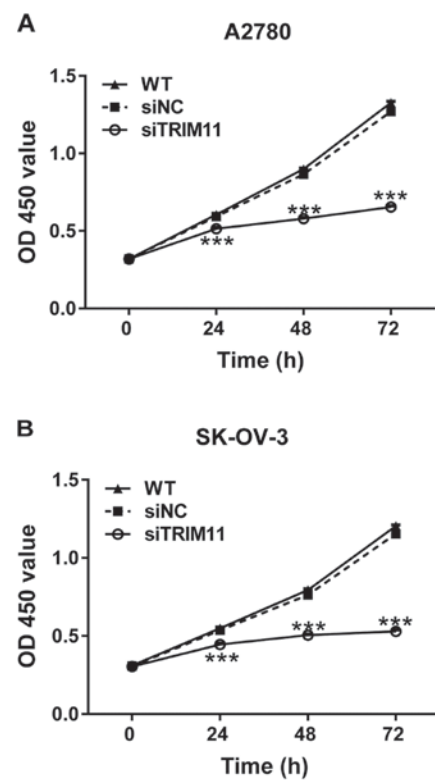 A
A2780
1.5
WT
siNC
siTRIM11
1.0
OD 450 value
0.5
***
***
***
0.0
0 24 48 72
Time (h)
B
SK-OV-3
1.5
WT
siNC
siTRIM11
1.0
OD 450 value
0.5
***
***
***
0.0
0 24 48 72
Time (h)